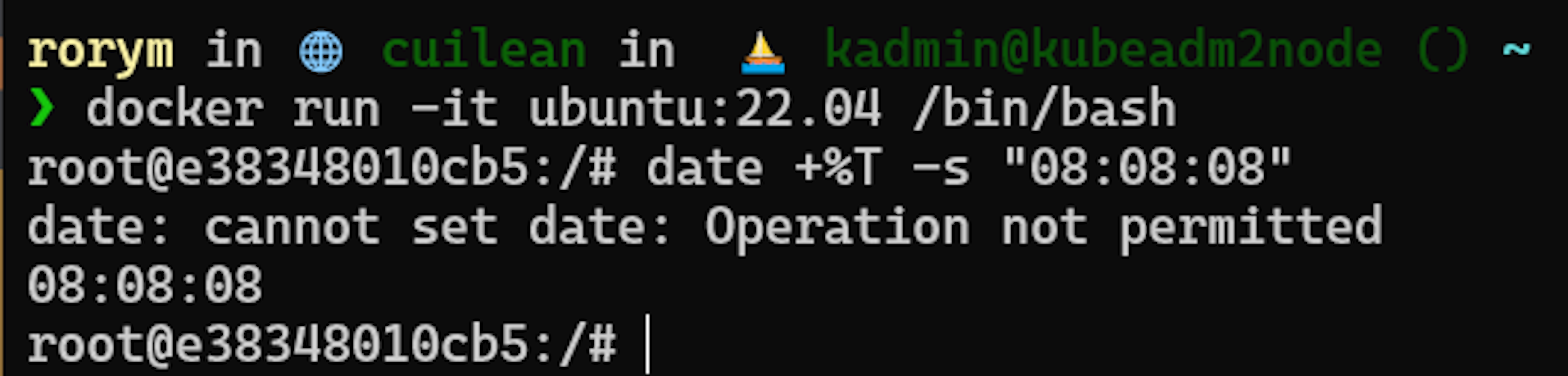 rorym in 🌐 cuilean in ⛵ kadmin@kubeadm2node () ~
❯ docker run -it ubuntu:22.04 /bin/bash
root@e38348010cb5:/# date +%T -s "08:08:08"
date: cannot set date: Operation not permitted
08:08:08
root@e38348010cb5:/#